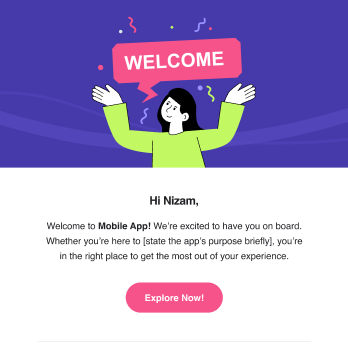 WELCOME
Hi Nizam,
Welcome to Mobile App! We're excited to have you on board.
Whether you're here to [state the app's purpose briefly], you're
in the right place to get the most out of your experience.
Explore Now!